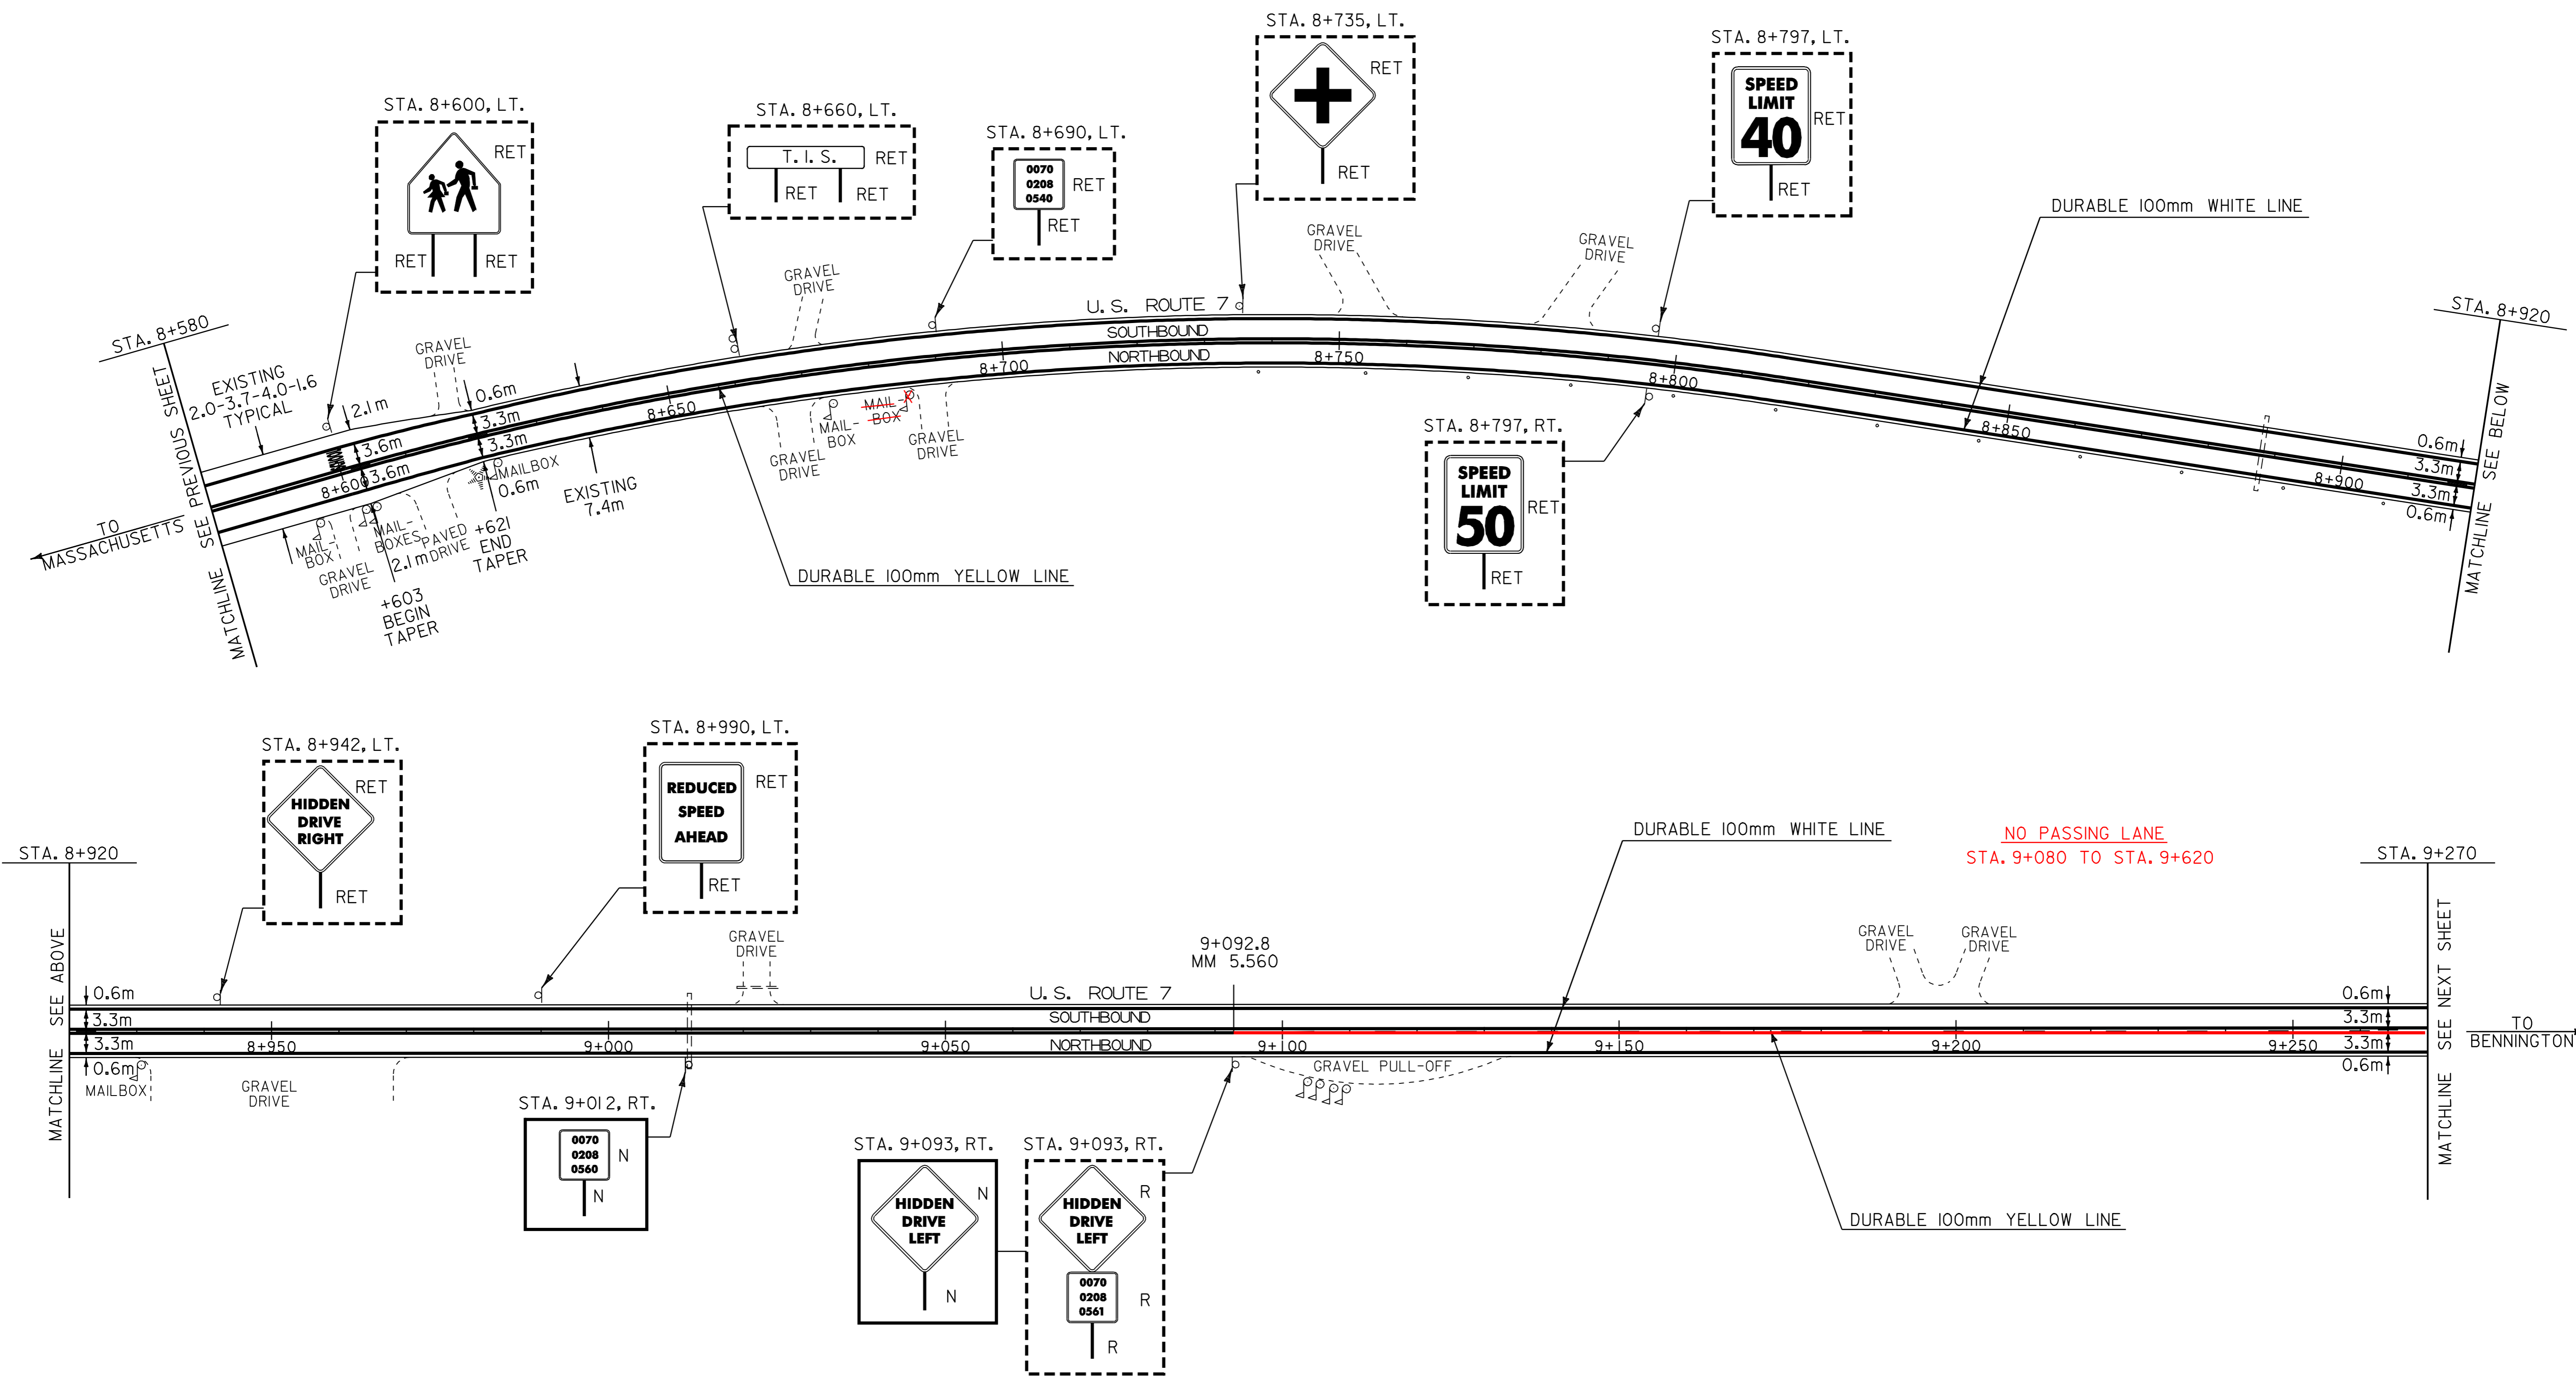 STA. 8+735, LT.
RET
RET
STA. 8+797, LT.
SPEED
LIMIT
40
RET
RET
STA. 8+600, LT.
RET
RET
RET
STA. 8+660, LT.
T. I. S.
RET
RET
RET
STA. 8+690, LT.
0070
0208
0540
RET
RET
DURABLE 100mm WHITE LINE
GRAVEL
DRIVE
GRAVEL
DRIVE
GRAVEL
DRIVE
GRAVEL
DRIVE
U. S. ROUTE 7
SOUTHBOUND
NORTHBOUND
STA. 8+580
STA. 8+920
MATCHLINE SEE PREVIOUS SHEET
EXISTING
2.0-3.7-4.0-1.6
TYPICAL
2.1m
0.6m
3.6m
3.6m
3.3m
3.3m
8+600
8+650
8+700
8+750
8+800
8+850
8+900
TO
MASSACHUSETTS
MAIL-
BOX
GRAVEL
DRIVE
MAIL-
BOXES
2.1m
PAVED
DRIVE
+603
BEGIN
TAPER
+621
END
TAPER
MAILBOX
0.6m
EXISTING
7.4m
GRAVEL
DRIVE
MAIL-
BOX
MAIL-
BOX
X
GRAVEL
DRIVE
DURABLE 100mm YELLOW LINE
STA. 8+797, RT.
SPEED
LIMIT
50
RET
RET
0.6m
3.3m
3.3m
0.6m
MATCHLINE SEE BELOW
STA. 8+942, LT.
HIDDEN
DRIVE
RIGHT
RET
RET
STA. 8+990, LT.
REDUCED
SPEED
AHEAD
RET
RET
DURABLE 100mm WHITE LINE
NO PASSING LANE
STA. 9+080 TO STA. 9+620
STA. 8+920
STA. 9+270
MATCHLINE SEE ABOVE
GRAVEL
DRIVE
9+092.8
MM 5.560
GRAVEL
DRIVE
GRAVEL
DRIVE
0.6m
3.3m
3.3m
0.6m
U. S. ROUTE 7
SOUTHBOUND
NORTHBOUND
8+950
9+000
9+050
9+100
9+150
9+200
9+250
0.6m
3.3m
3.3m
0.6m
MATCHLINE SEE NEXT SHEET
TO
BENNINGTON
MAILBOX
GRAVEL
DRIVE
GRAVEL PULL-OFF
STA. 9+012, RT.
0070
0208
0560
N
N
STA. 9+093, RT.
HIDDEN
DRIVE
LEFT
N
N
STA. 9+093, RT.
HIDDEN
DRIVE
LEFT
R
0070
0208
0561
R
R
DURABLE 100mm YELLOW LINE